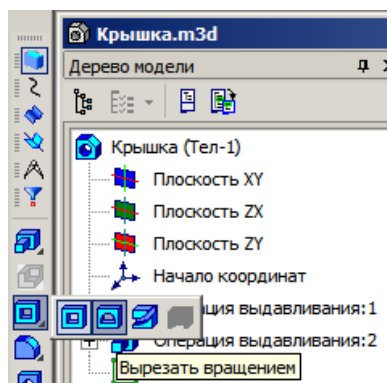 Крышка.m3d
Дерево модели
Крышка (Тел-1)
Плоскость XY
Плоскость ZX
Плоскость ZY
Начало координат
выдавливания:1
Операция выдавливания:2
Вырезать вращением